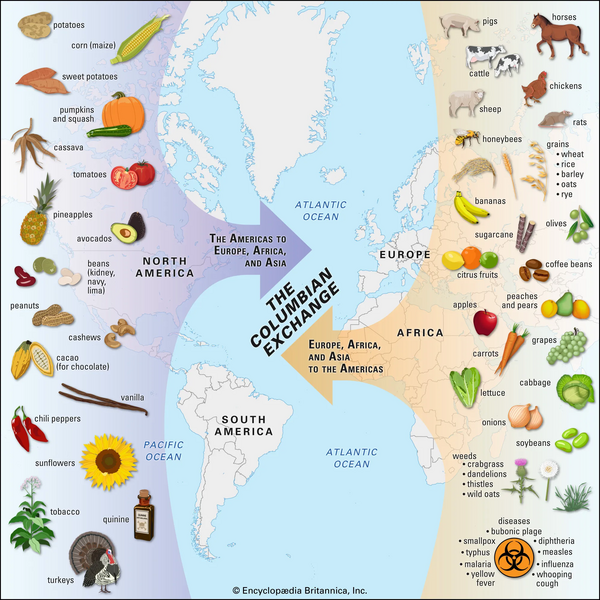 potatoes
corn (maize)
sweet potatoes
pumpkins
and squash
cassava
tomatoes
pineapples
avocados
beans
(kidney,
navy,
lima)
peanuts
cashews
cacao
(for chocolate)
vanilla
chili peppers
sunflowers
tobacco
quinine
turkeys
NORTH
AMERICA
THE AMERICAS TO
EUROPE, AFRICA,
AND ASIA
ATLANTIC
OCEAN
THE
COLUMBIAN
EXCHANGE
EUROPE
AFRICA
EUROPE, AFRICA,
AND ASIA
TO THE AMERICAS
SOUTH
AMERICA
PACIFIC
OCEAN
ATLANTIC
OCEAN
pigs
horses
cattle
chickens
sheep
rats
honeybees
grains
• wheat
• rice
• barley
• oats
• rye
bananas
sugarcane
olives
citrus fruits
coffee beans
apples
peaches
and pears
carrots
grapes
lettuce
cabbage
onions
soybeans
weeds
• crabgrass
• dandelions
• thistles
• wild oats
diseases
• bubonic plage
• smallpox
• diphtheria
• typhus
• measles
• malaria
• influenza
• yellow
fever
• whooping
cough
© Encyclopædia Britannica, Inc.